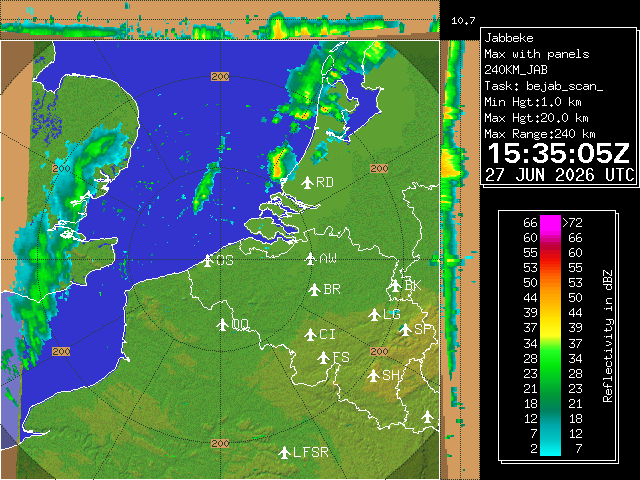 10.7
Jabbeke
Max with panels
240KM_JAB
Task: bejab_scan_
Min Hgt:1.0 km
Max Hgt:20.0 km
Max Range:240 km
15:35:05Z
27 JUN 2026 UTC
200
200
200
RD
OS
AW
BR
BK
OO
LG
CI
SP
200
FS
200
SH
200
LFSR
66 >72
60 66
55 60
53 55
50 53
44 50
39 44
37 39
34 37
28 34
23 28
21 23
18 21
12 18
7 12
2 7
Reflectivity in dBZ